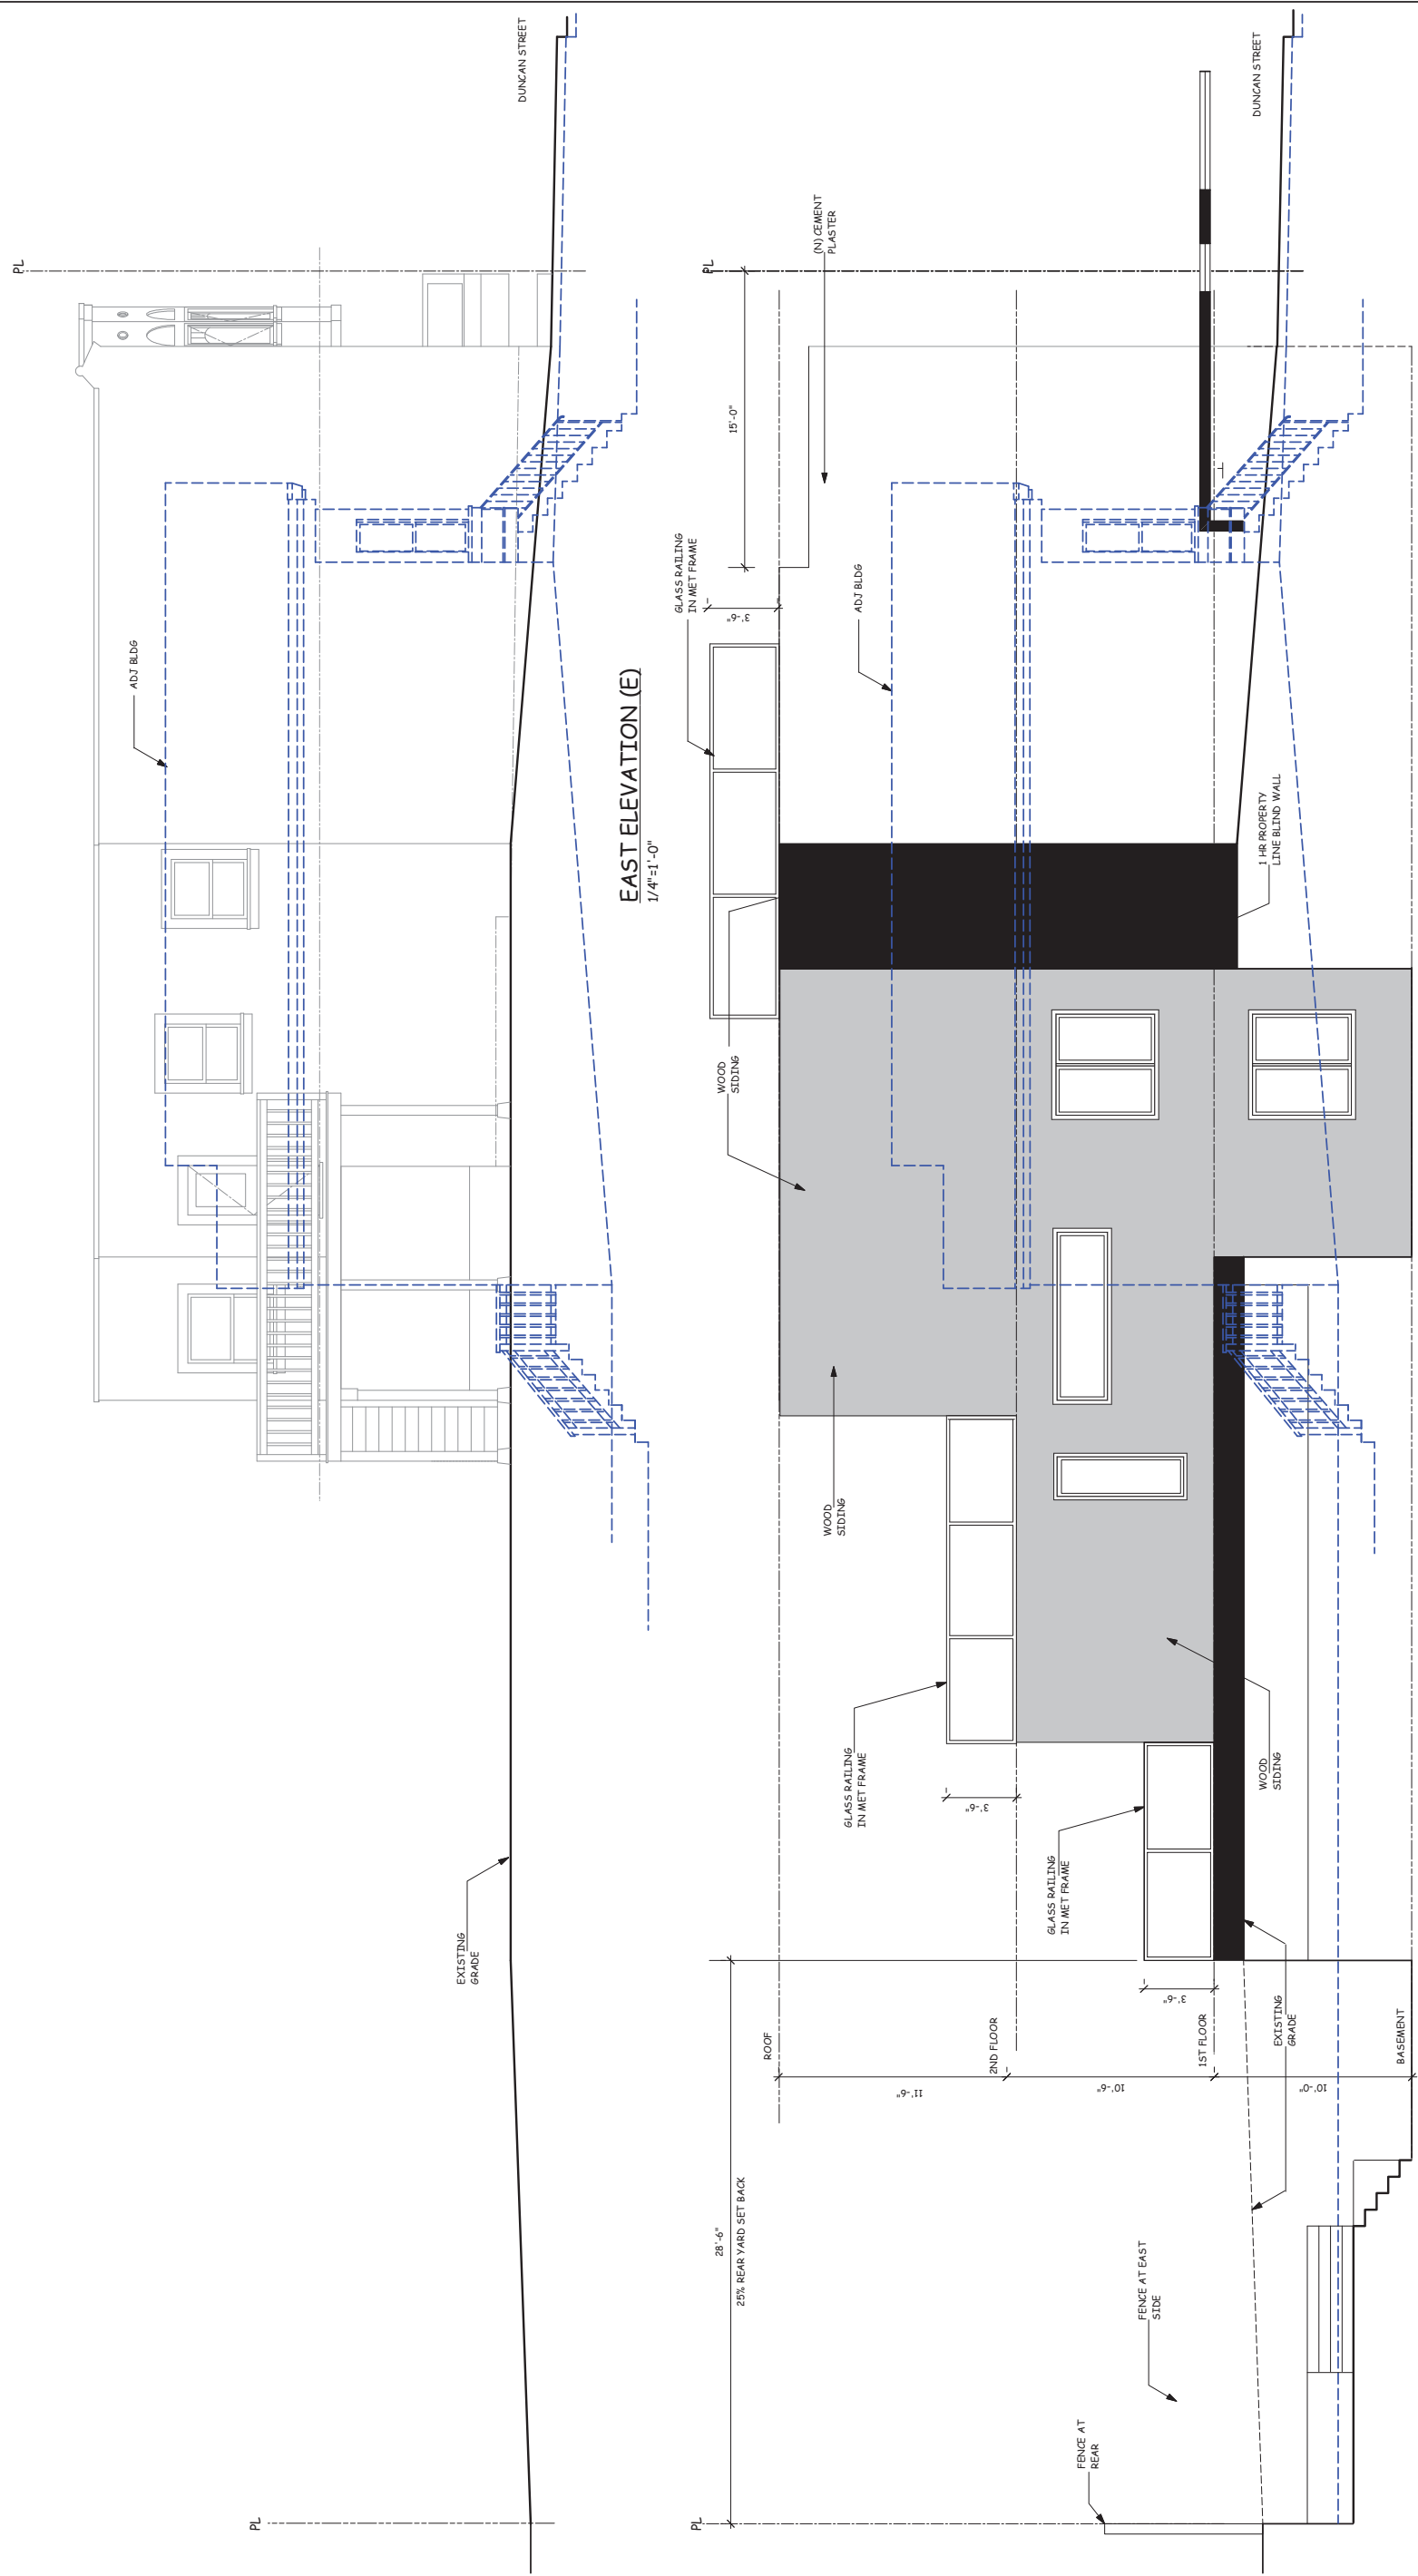 PL
DUNCAN STREET
ADJ BLDG
EXISTING
GRADE
PL
EAST ELEVATION (E)
1/4"=1'-0"
PL
DUNCAN STREET
(N) CEMENT
PLASTER
15'-0"
GLASS RAILING
IN MET FRAME
3'-6"
ADJ BLDG
1 HR PROPERTY
LINE BLIND WALL
WOOD
SIDING
WOOD
SIDING
GLASS RAILING
IN MET FRAME
3'-6"
WOOD
SIDING
GLASS RAILING
IN MET FRAME
3'-6"
ROOF
2ND FLOOR
1ST FLOOR
EXISTING
GRADE
BASEMENT
11'-6"
10'-6"
10'-0"
28'-6"
25% REAR YARD SET BACK
FENCE AT EAST
SIDE
FENCE AT
REAR
PL